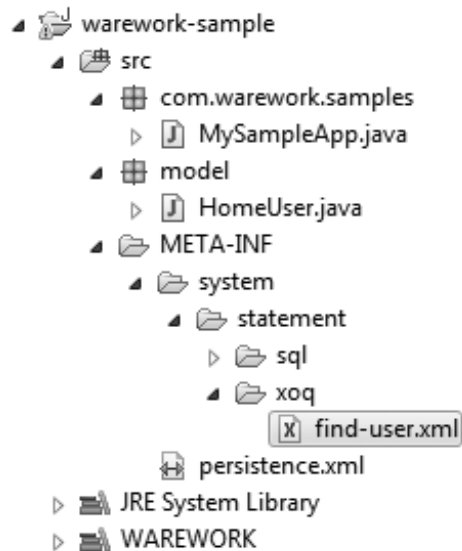 warework-sample
src
com.warework.samples
MySampleApp.java
model
HomeUser.java
META-INF
system
statement
sql
xoq
find-user.xml
persistence.xml
JRE System Library
WAREWORK